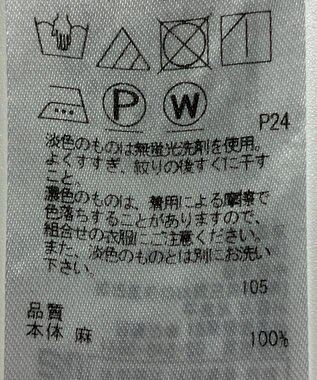 P
W
P24
淡色のものは無蛍光洗剤を使用。
よくすすぎ、絞りの後すぐに干す
こと。
濃色のものは、着用による摩擦で
色落ちすることがありますので、
組合せの衣服にご注意ください。
また、淡色のものとは別にお洗い
下さい。
105
品質
本体 麻 100%